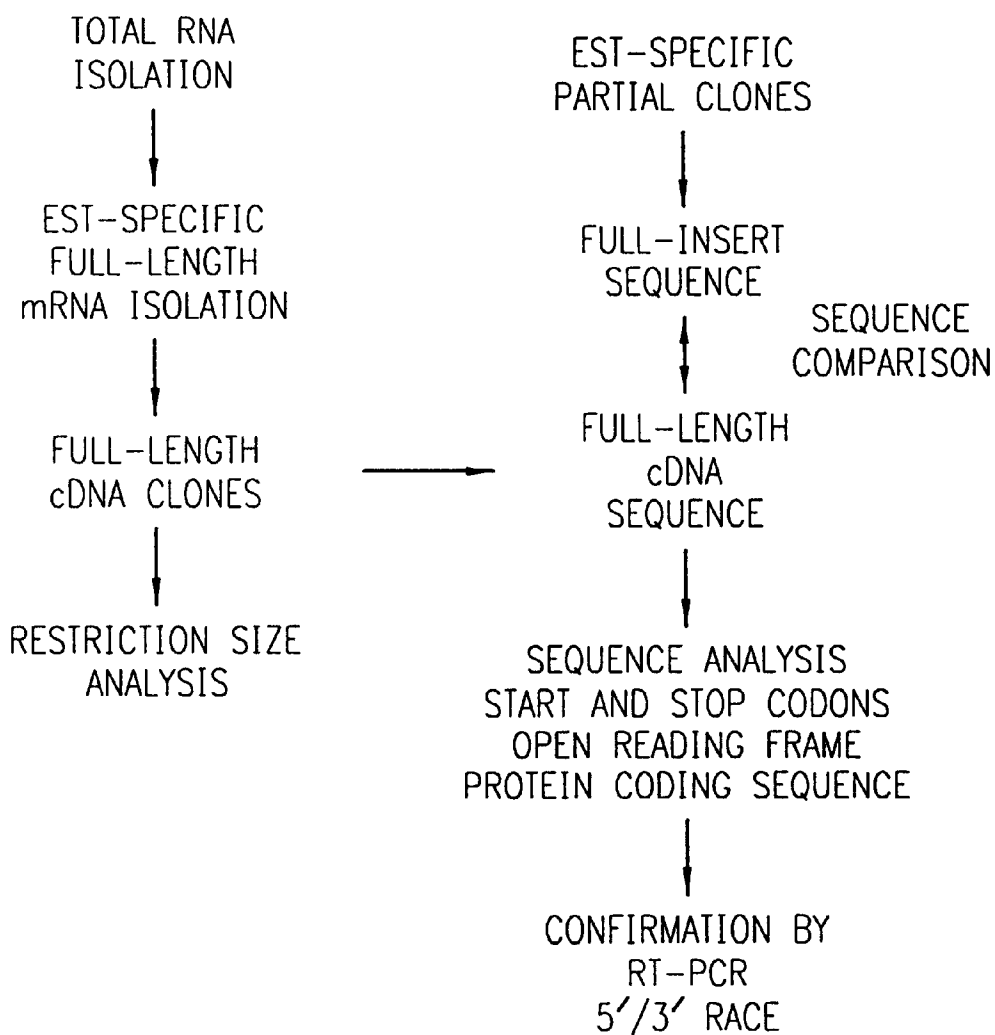 TOTAL RNA
ISOLATION
EST-SPECIFIC
FULL-LENGTH
mRNA ISOLATION
FULL-LENGTH
cDNA CLONES
RESTRICTION SIZE
ANALYSIS
EST-SPECIFIC
PARTIAL CLONES
FULL-INSERT
SEQUENCE
SEQUENCE
COMPARISON
FULL-LENGTH
cDNA
SEQUENCE
SEQUENCE ANALYSIS
START AND STOP CODONS
OPEN READING FRAME
PROTEIN CODING SEQUENCE
CONFIRMATION BY
RT-PCR
5′/3′ RACE